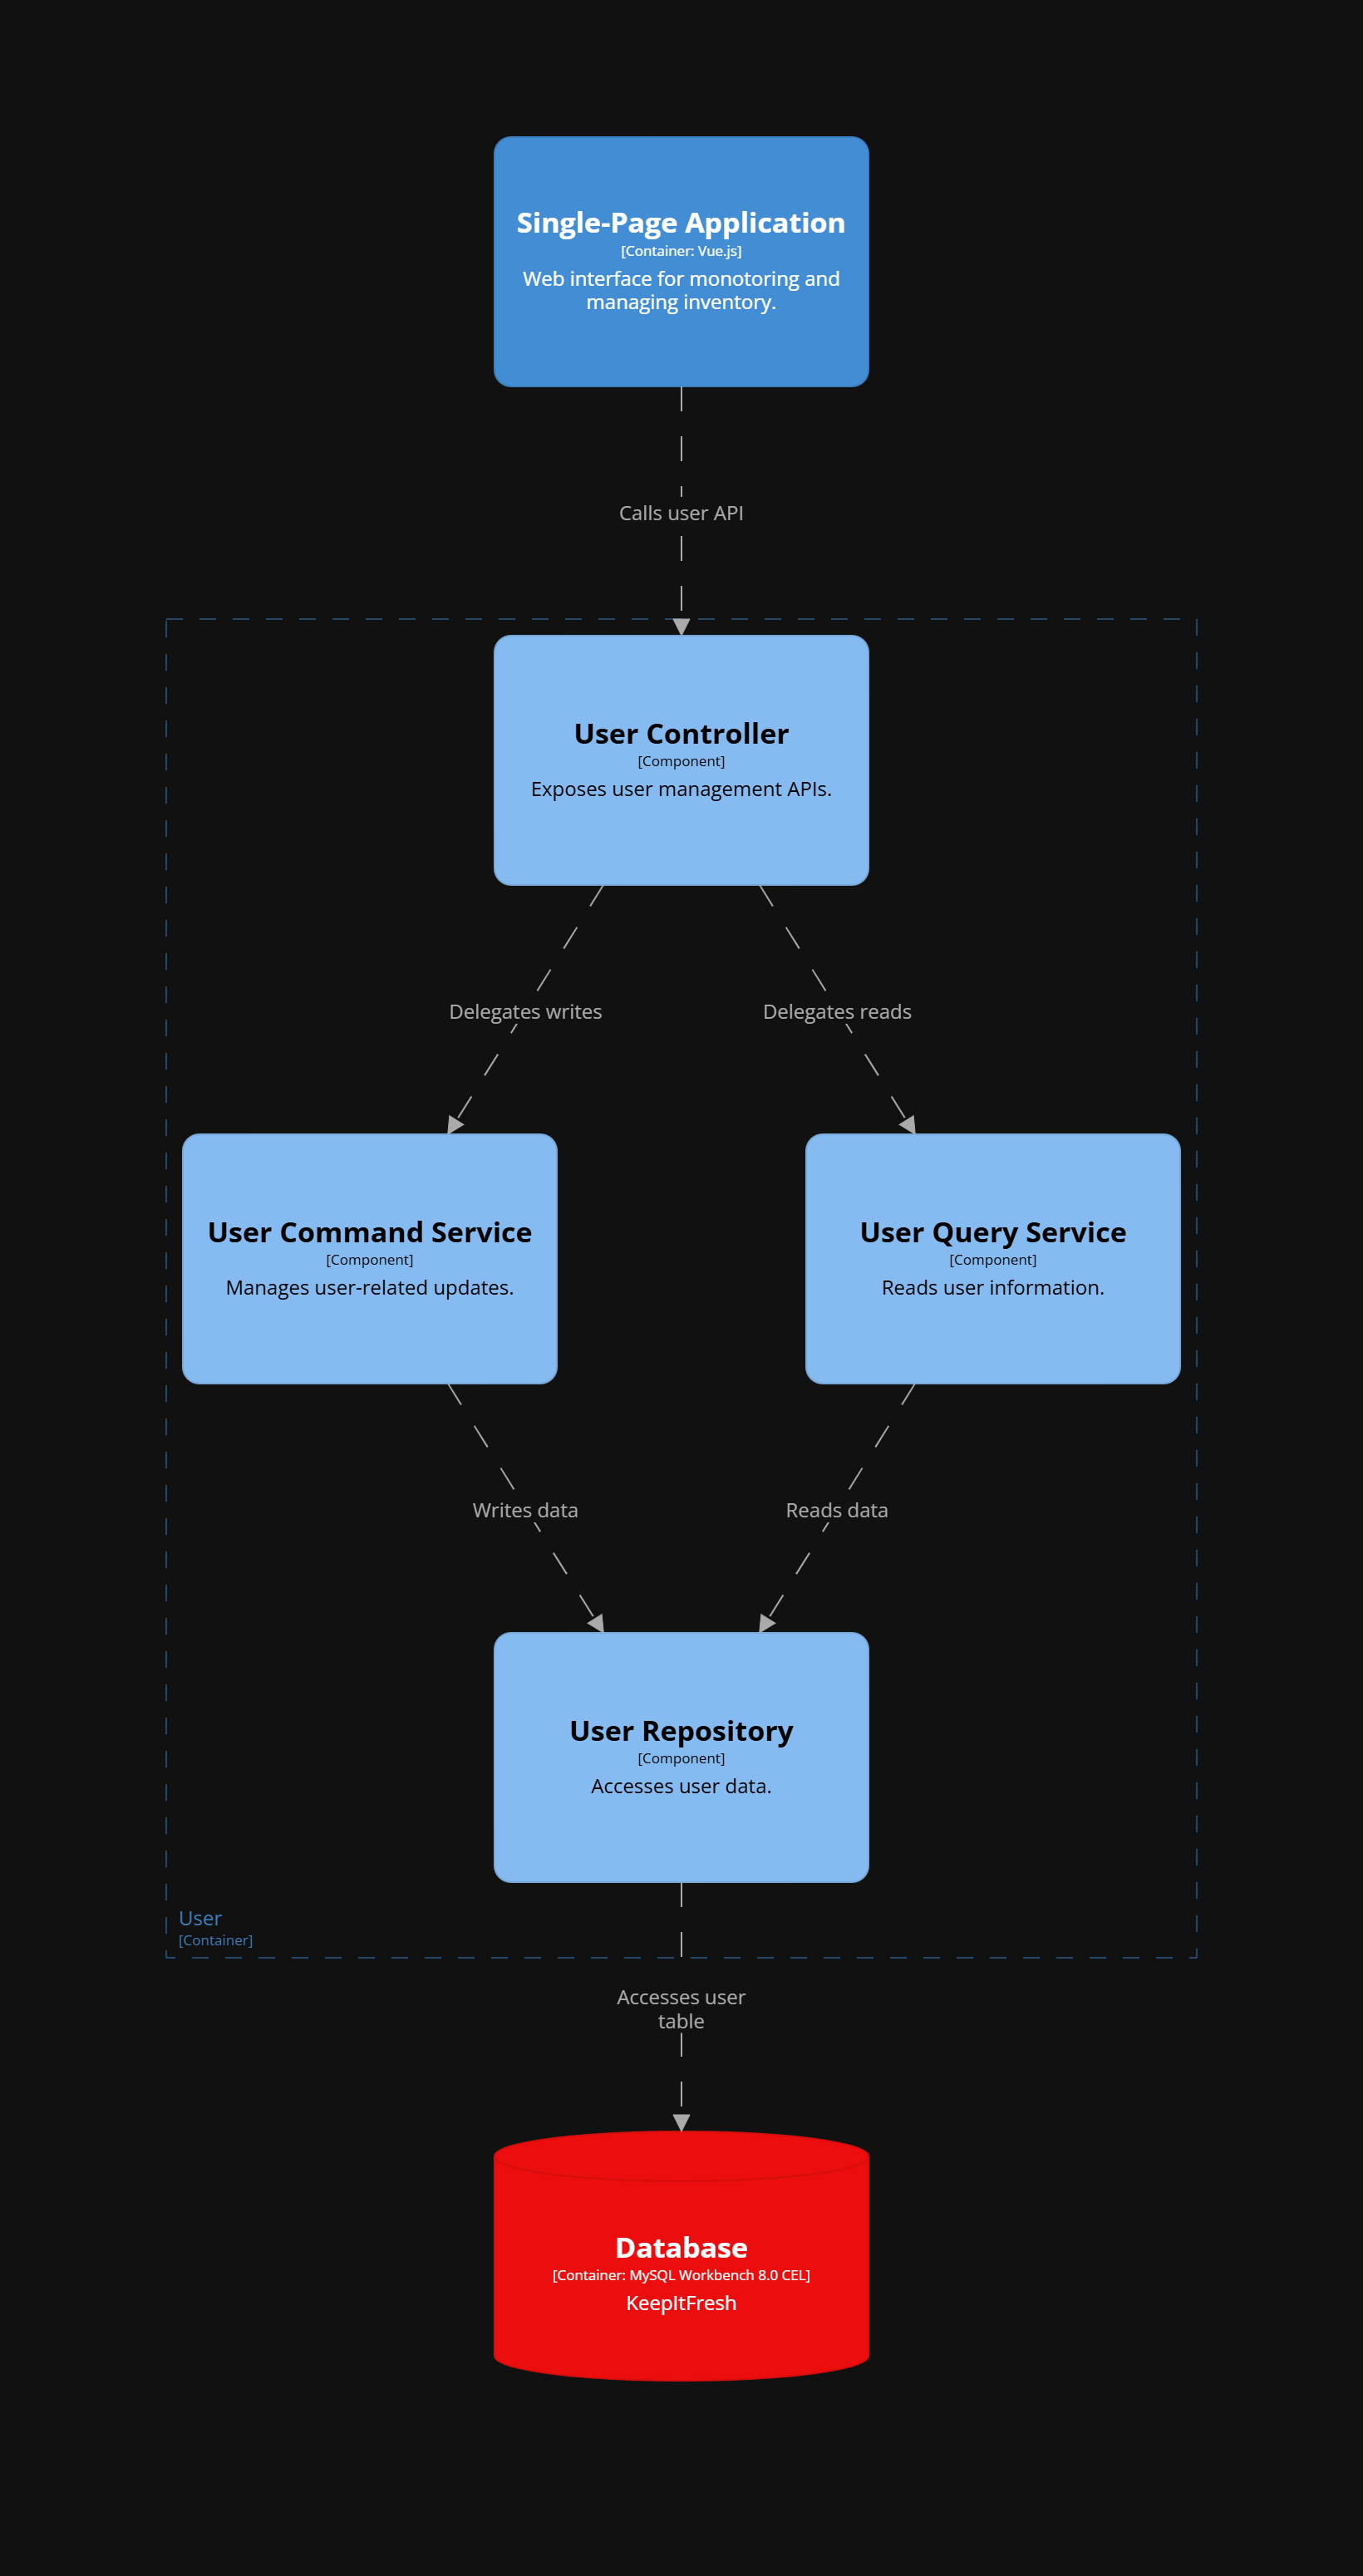 Single-Page Application
[Container: Vue.js]
Web interface for monotoring and
managing inventory.
Calls user API
User Controller
[Component]
Exposes user management APIs.
Delegates writes
Delegates reads
User Command Service
[Component]
Manages user-related updates.
User Query Service
[Component]
Reads user information.
Writes data
Reads data
User Repository
[Component]
Accesses user data.
User
[Container]
Accesses user
table
Database
[Container: MySQL Workbench 8.0 CEL]
KeepItFresh